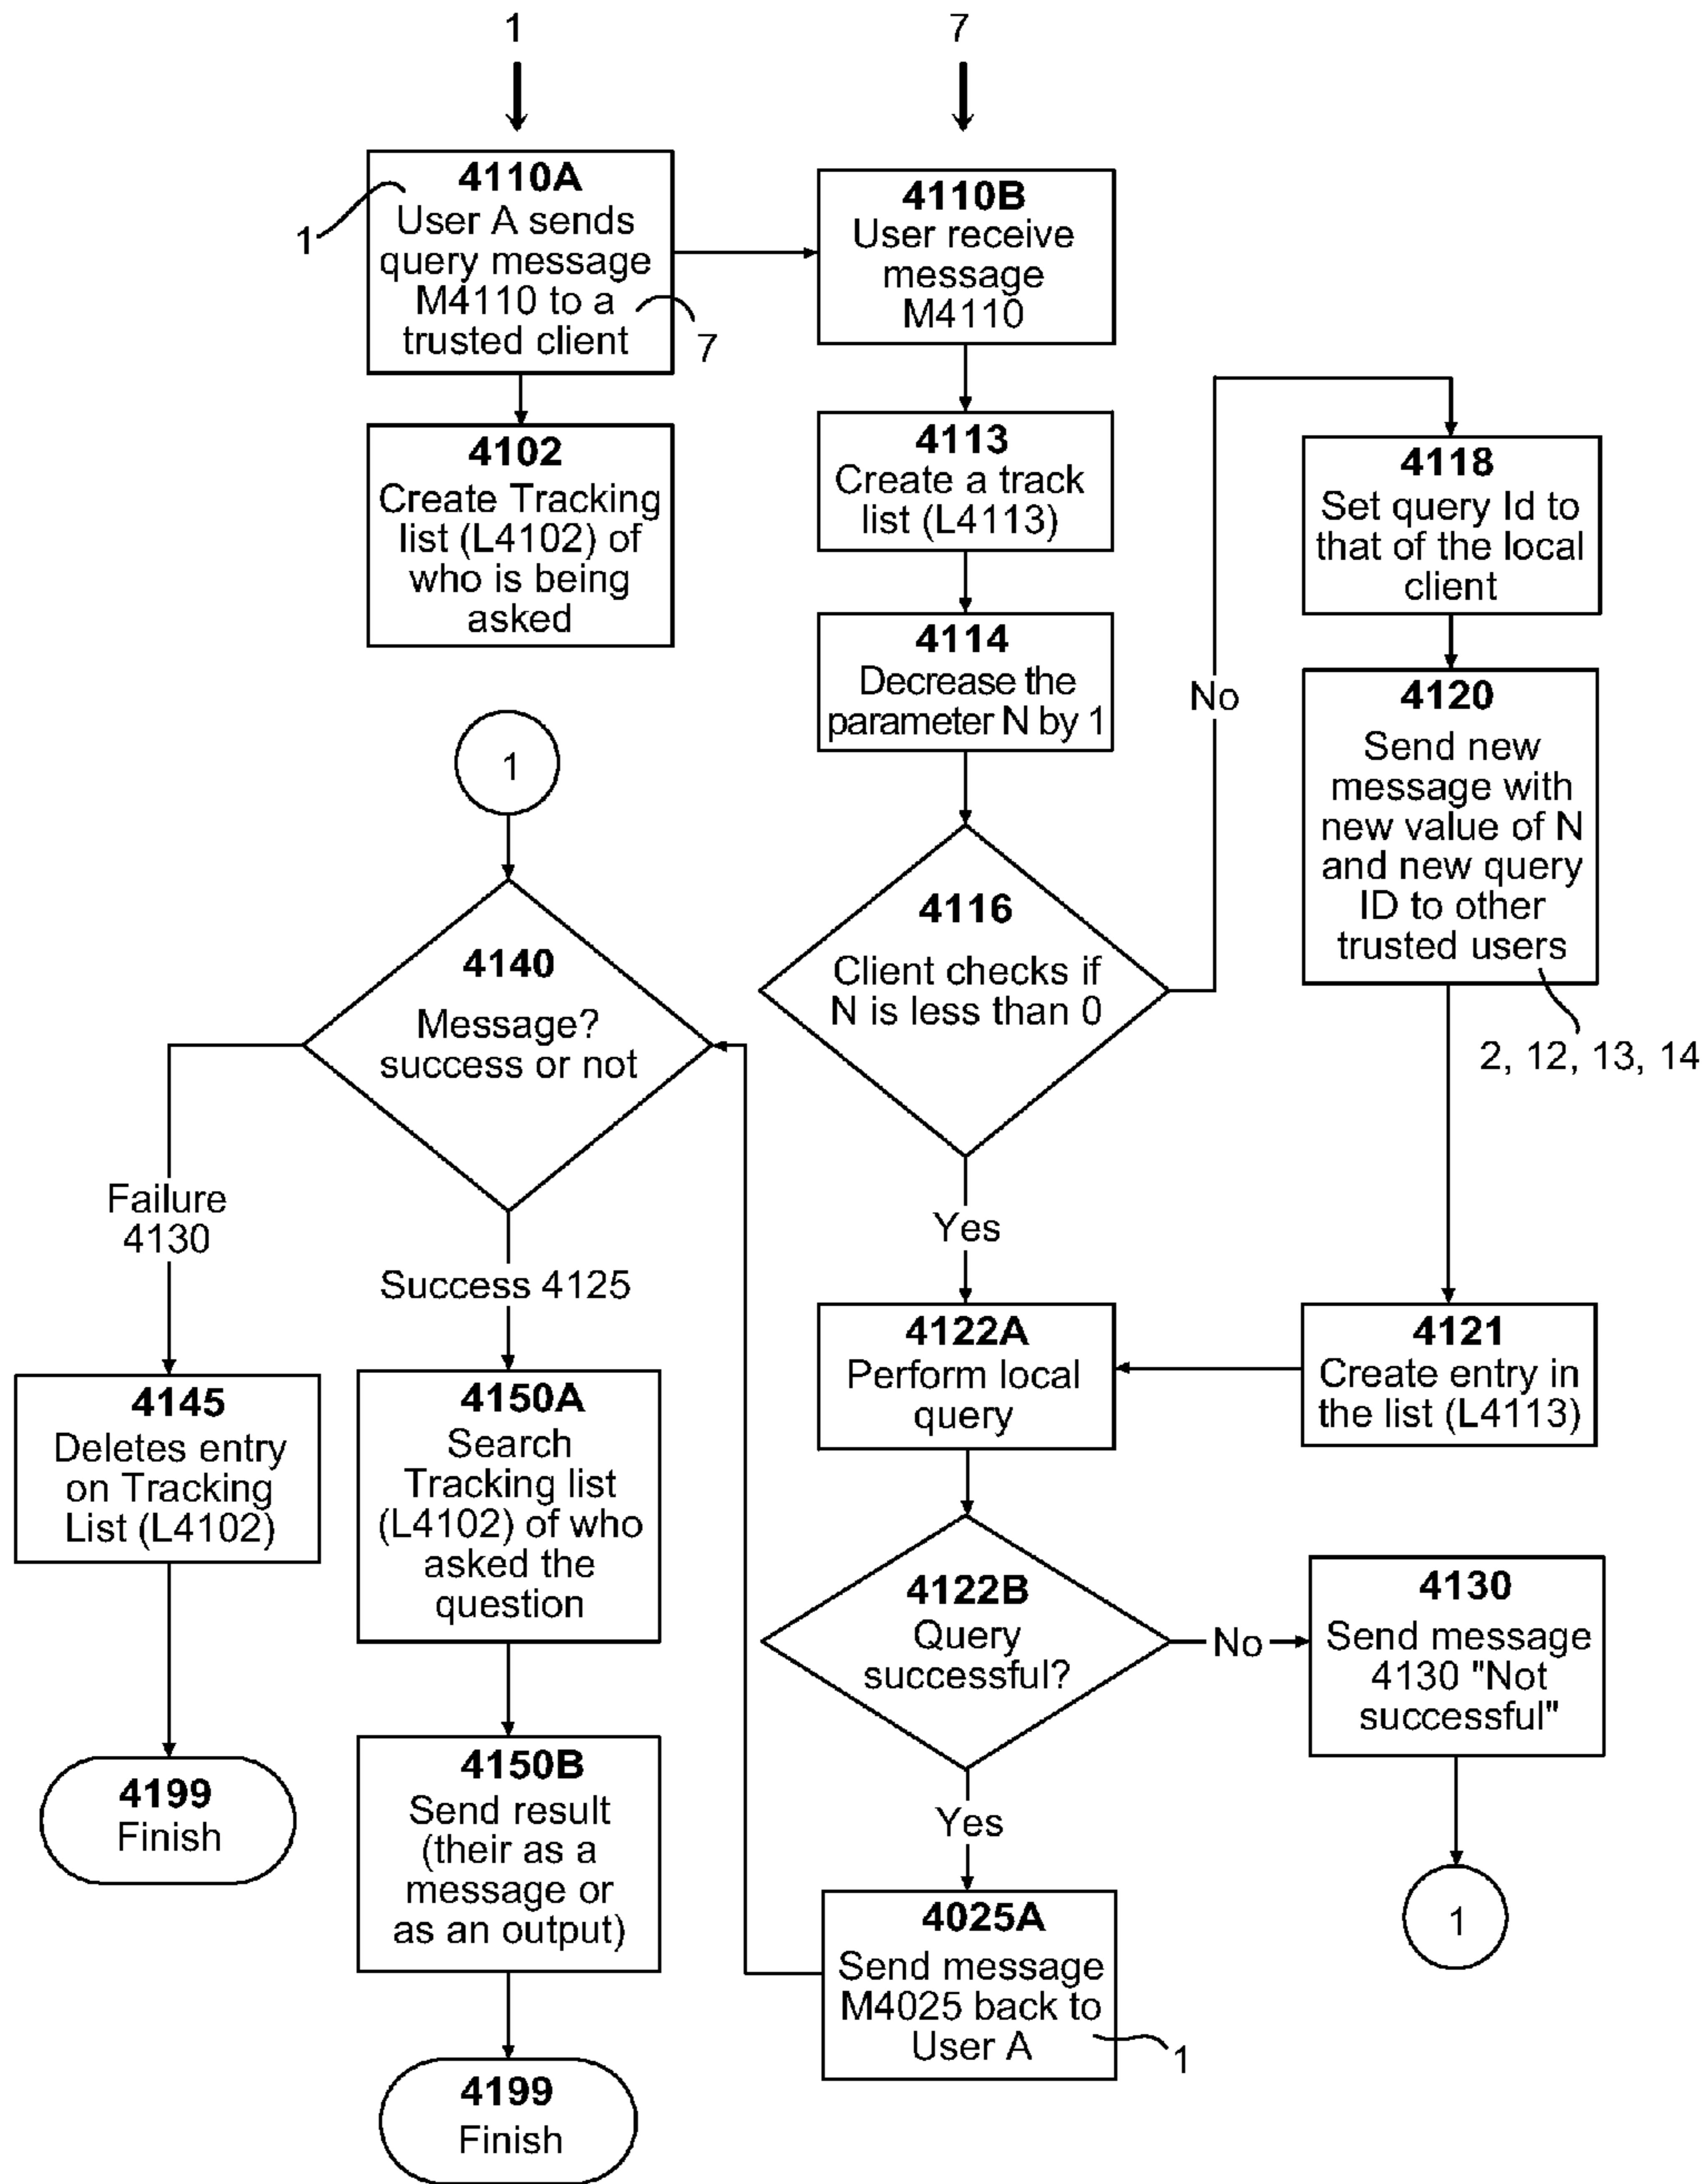 1
7
4110A
User A sends
query message
M4110 to a
trusted client
1
7
4110B
User receive
message
M4110
4102
Create Tracking
list (L4102) of
who is being
asked
4113
Create a track
list (L4113)
4114
Decrease the
parameter N by 1
4116
Client checks if
N is less than 0
No
Yes
4118
Set query Id to
that of the local
client
4120
Send new
message with
new value of N
and new query
ID to other
trusted users
2, 12, 13, 14
4121
Create entry in
the list (L4113)
4122A
Perform local
query
4122B
Query
successful?
No
4130
Send message
4130 "Not
successful"
1
Yes
4025A
Send message
M4025 back to
User A
1
1
4140
Message?
success or not
Failure
4130
4145
Deletes entry
on Tracking
List (L4102)
4199
Finish
Success 4125
4150A
Search
Tracking list
(L4102) of who
asked the
question
4150B
Send result
(their as a
message or
as an output)
4199
Finish